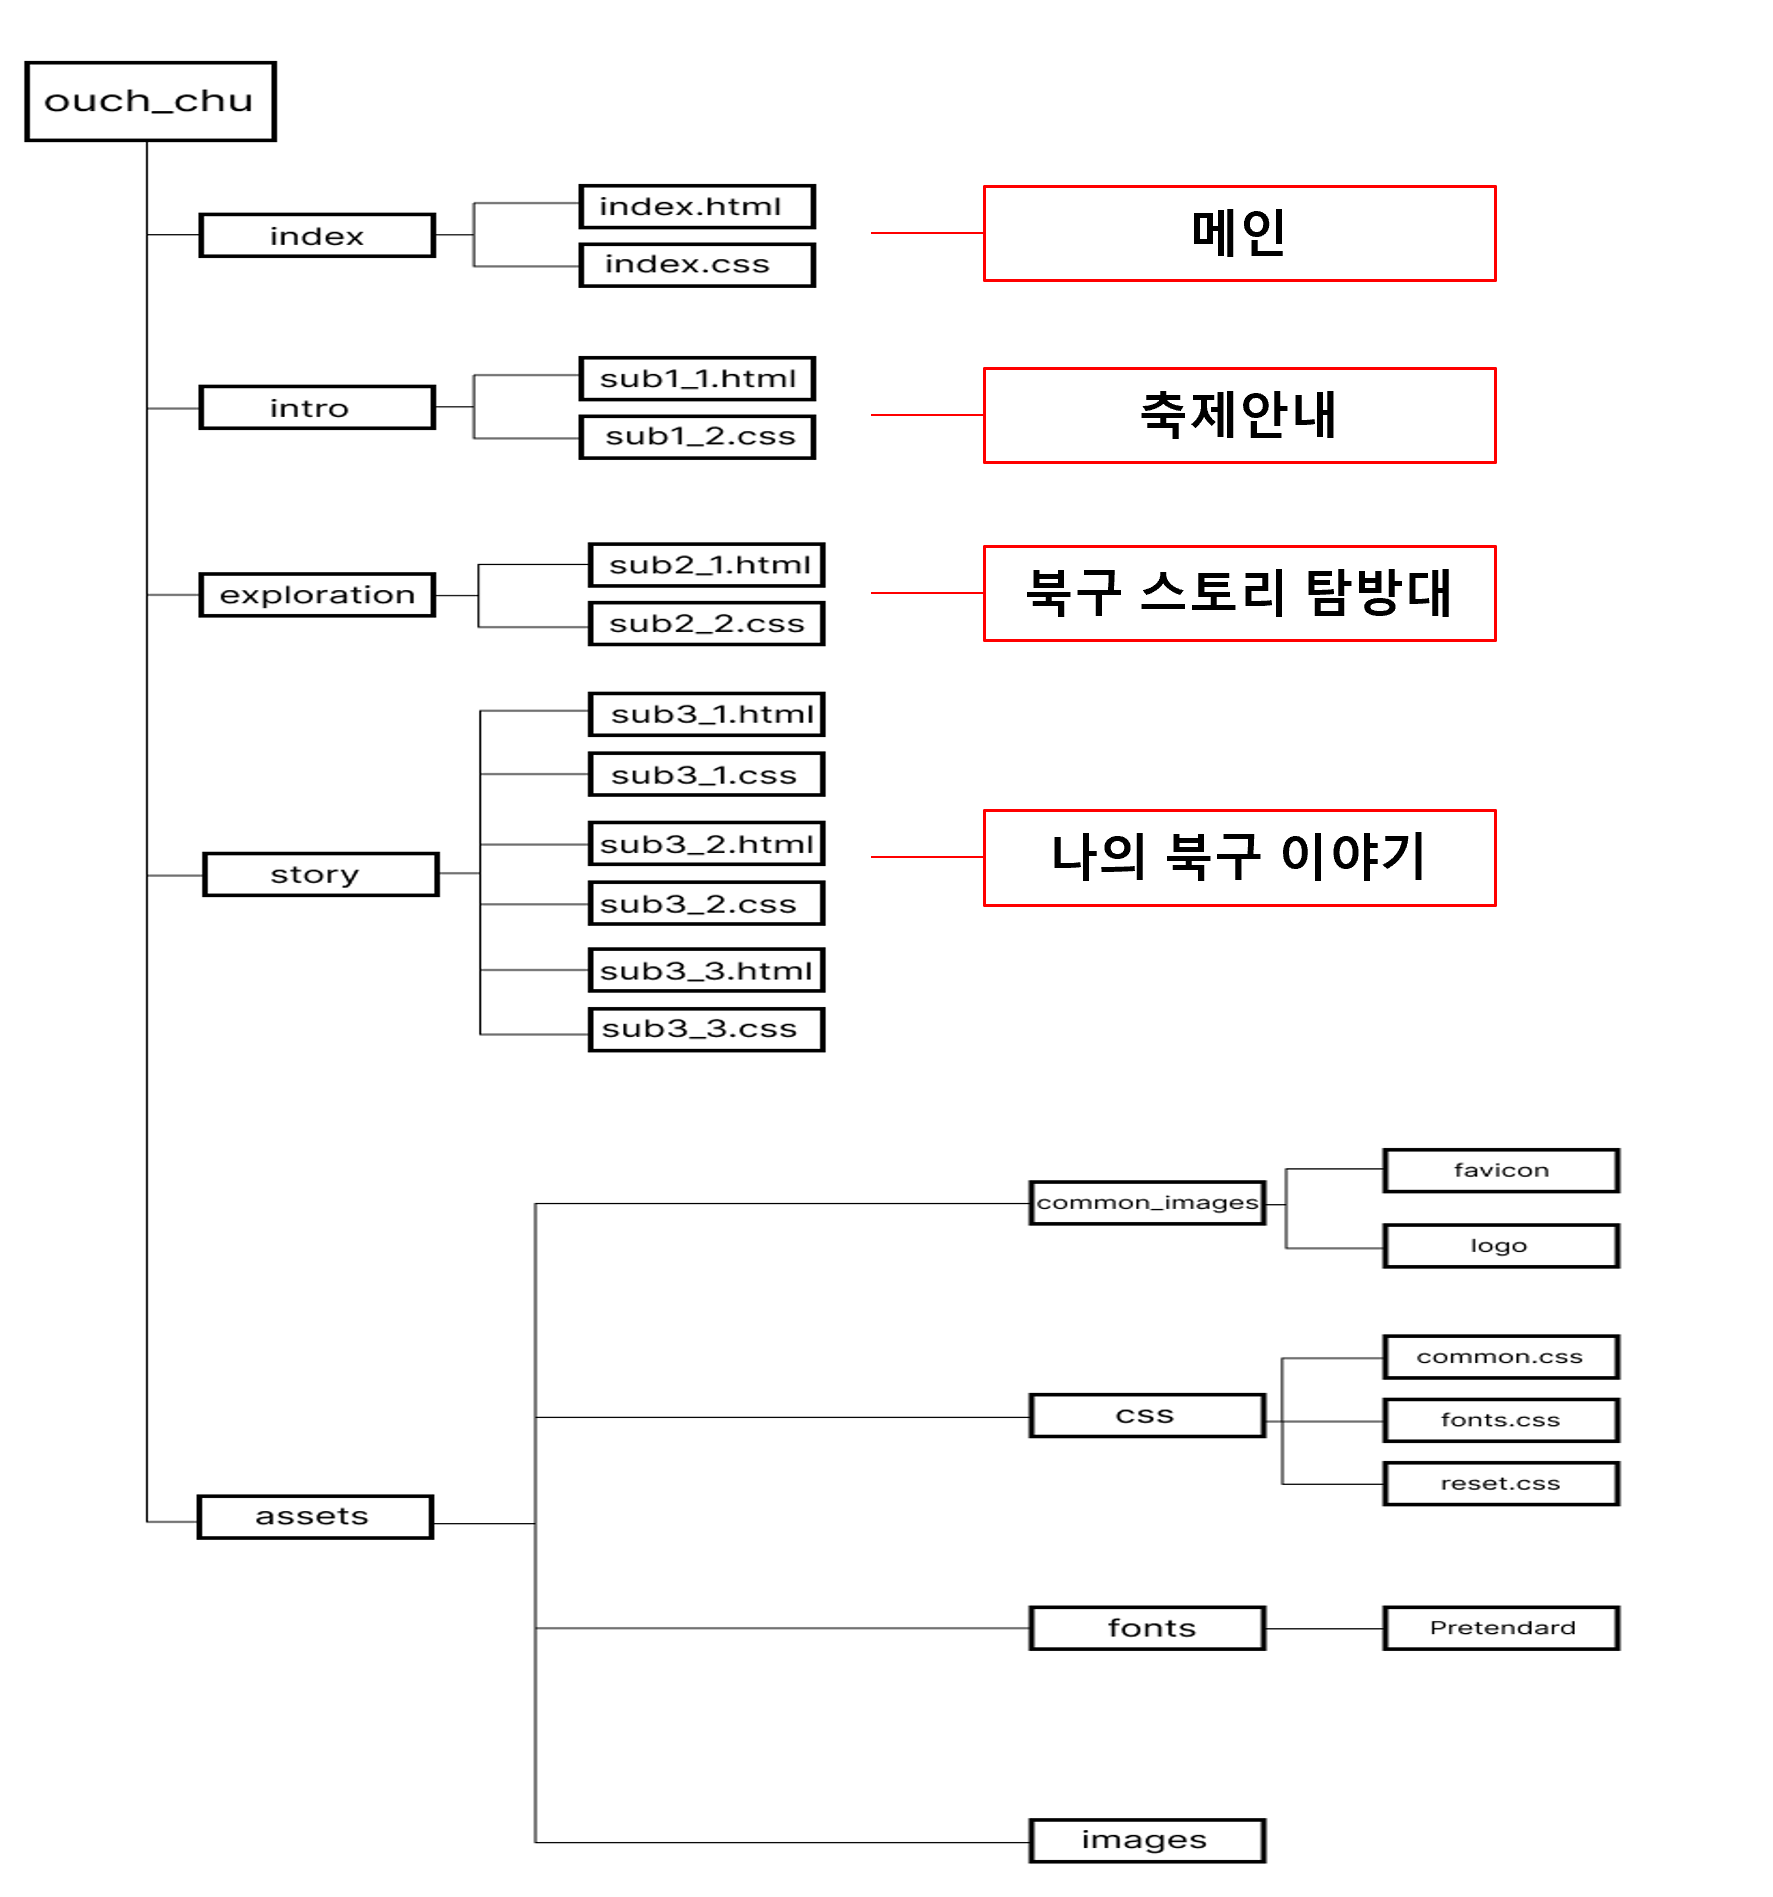 ouch_chu
index
index.html
index.css
메인
intro
sub1_1.html
sub1_2.css
축제안내
exploration
sub2_1.html
sub2_2.css
북구 스토리 탐방대
story
sub3_1.html
sub3_1.css
sub3_2.html
sub3_2.css
sub3_3.html
sub3_3.css
나의 북구 이야기
assets
common_images
favicon
logo
css
common.css
fonts.css
reset.css
fonts
Pretendard
images